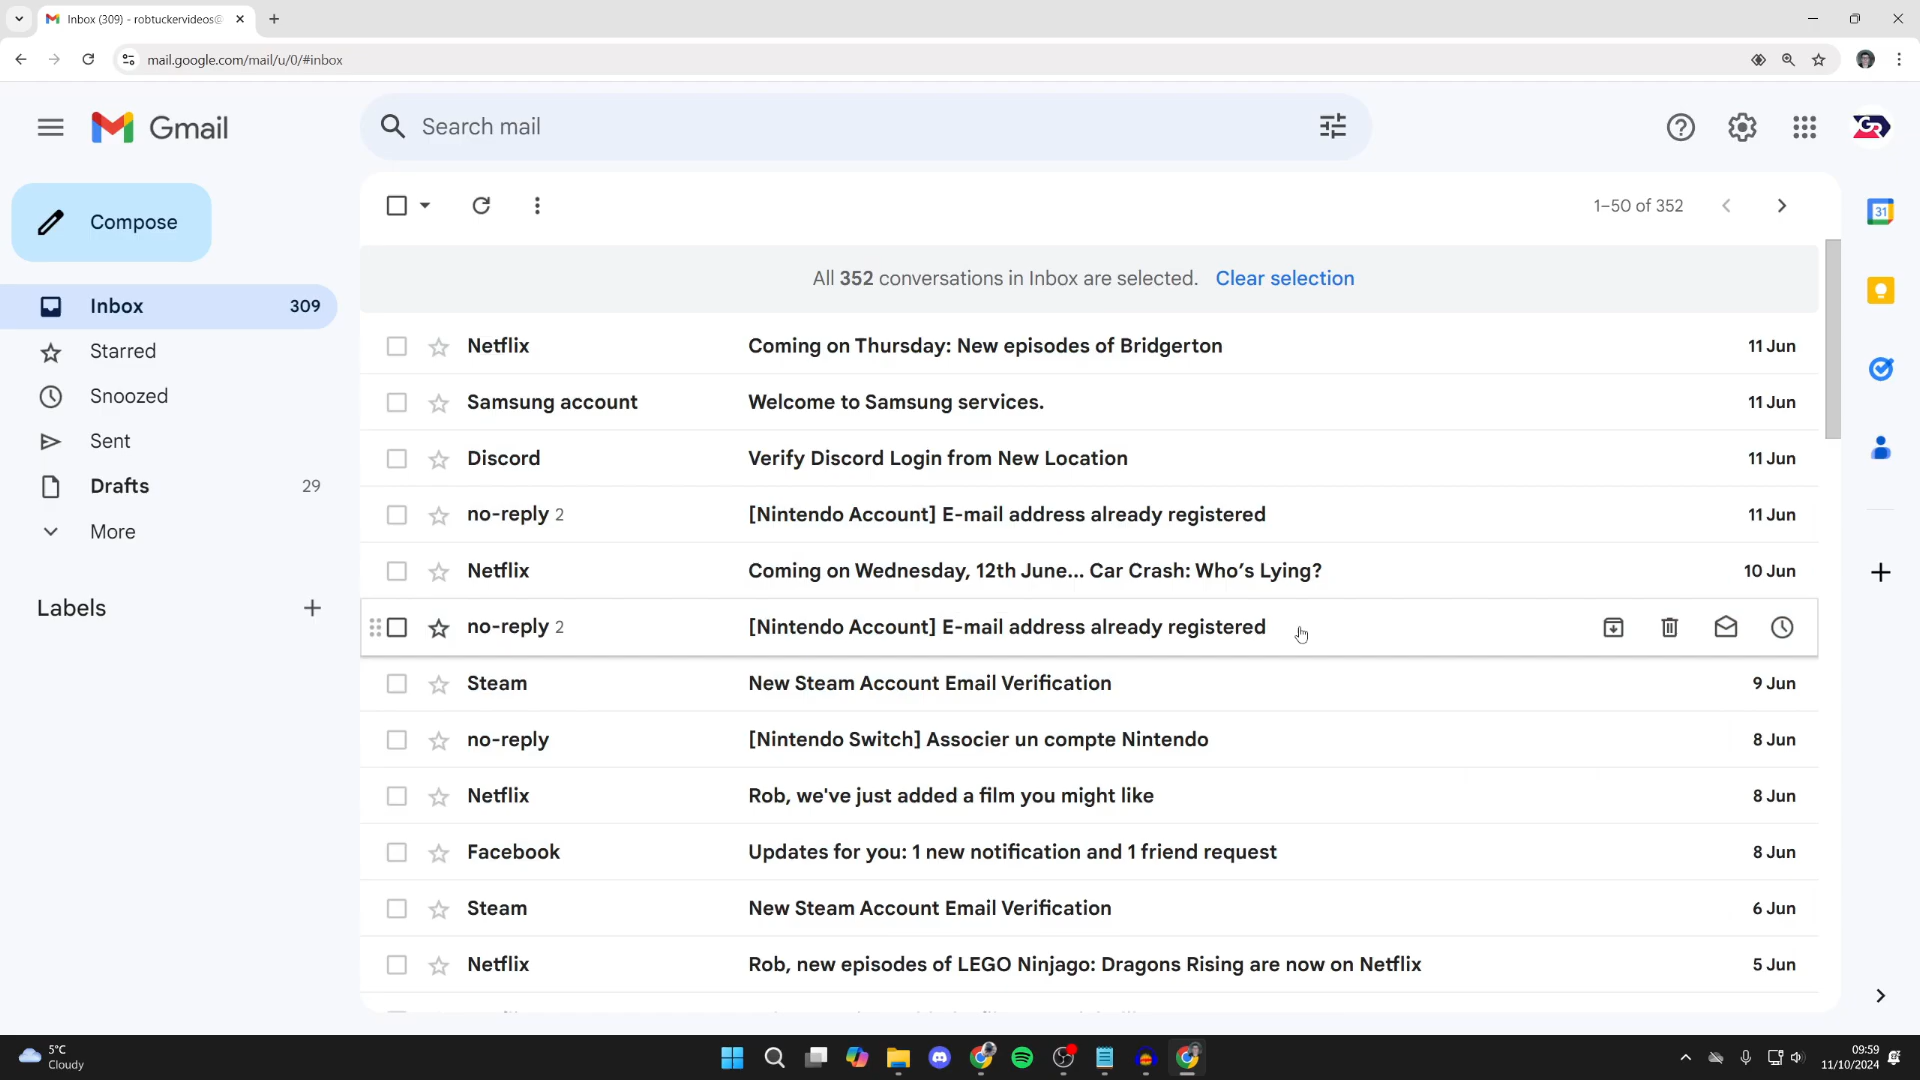 Inbox (309) - robtuckervideos@
mail.google.com/mail/u/0/#inbox
Gmail
Search mail
Compose
1–50 of 352
31
All 352 conversations in Inbox are selected. Clear selection
Inbox 309
Starred
Snoozed
Sent
Drafts 29
More
Labels
Netflix Coming on Thursday: New episodes of Bridgerton 11 Jun
Samsung account Welcome to Samsung services. 11 Jun
Discord Verify Discord Login from New Location 11 Jun
no-reply 2 [Nintendo Account] E-mail address already registered 11 Jun
Netflix Coming on Wednesday, 12th June... Car Crash: Who’s Lying? 10 Jun
no-reply 2 [Nintendo Account] E-mail address already registered
Steam New Steam Account Email Verification 9 Jun
no-reply [Nintendo Switch] Associer un compte Nintendo 8 Jun
Netflix Rob, we've just added a film you might like 8 Jun
Facebook Updates for you: 1 new notification and 1 friend request 8 Jun
Steam New Steam Account Email Verification 6 Jun
Netflix Rob, new episodes of LEGO Ninjago: Dragons Rising are now on Netflix 5 Jun
5°C
Cloudy
09:59
11/10/2024